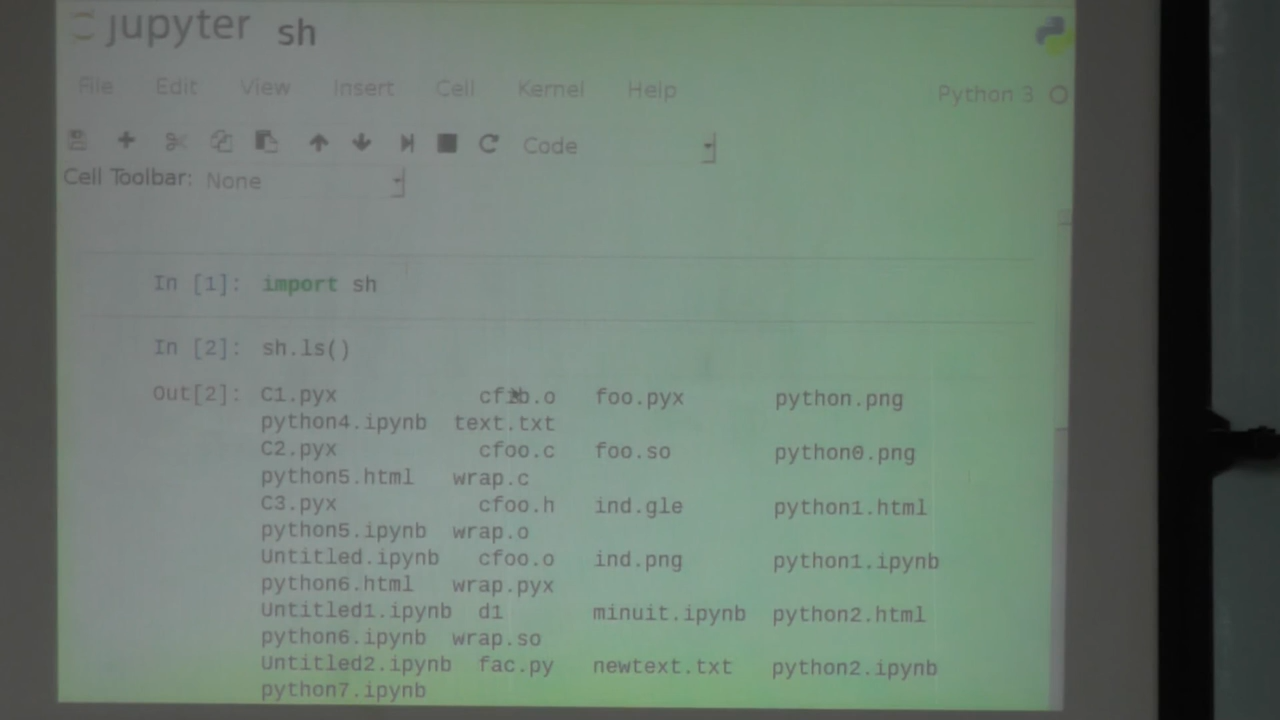 jupyter sh
File Edit View Insert Cell Kernel Help Python 3
Code
Cell Toolbar: None
In [1]: import sh
In [2]: sh.ls()
Out[2]: C1.pyx cfib.o foo.pyx python.png
python4.ipynb text.txt
C2.pyx cfoo.c foo.so python0.png
python5.html wrap.c
C3.pyx cfoo.h ind.gle python1.html
python5.ipynb wrap.o
Untitled.ipynb cfoo.o ind.png python1.ipynb
python6.html wrap.pyx
Untitled1.ipynb d1 minuit.ipynb python2.html
python6.ipynb wrap.so
Untitled2.ipynb fac.py newtext.txt python2.ipynb
python7.ipynb